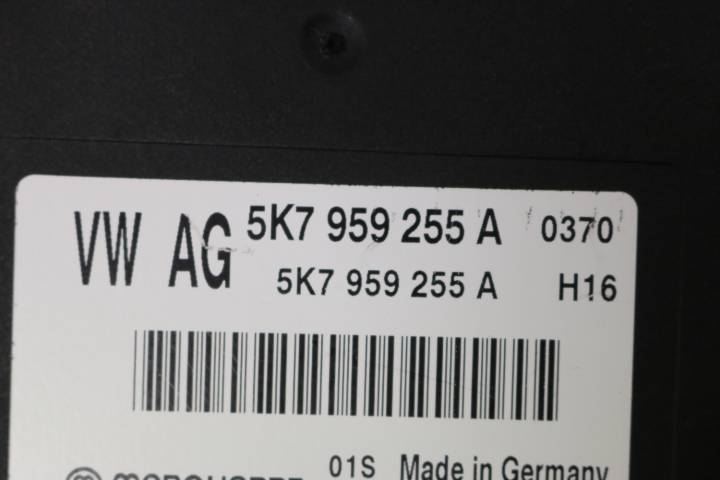 VW AG 5K7 959 255 A 0370
5K7 959 255 A H16
01S Made in Germany